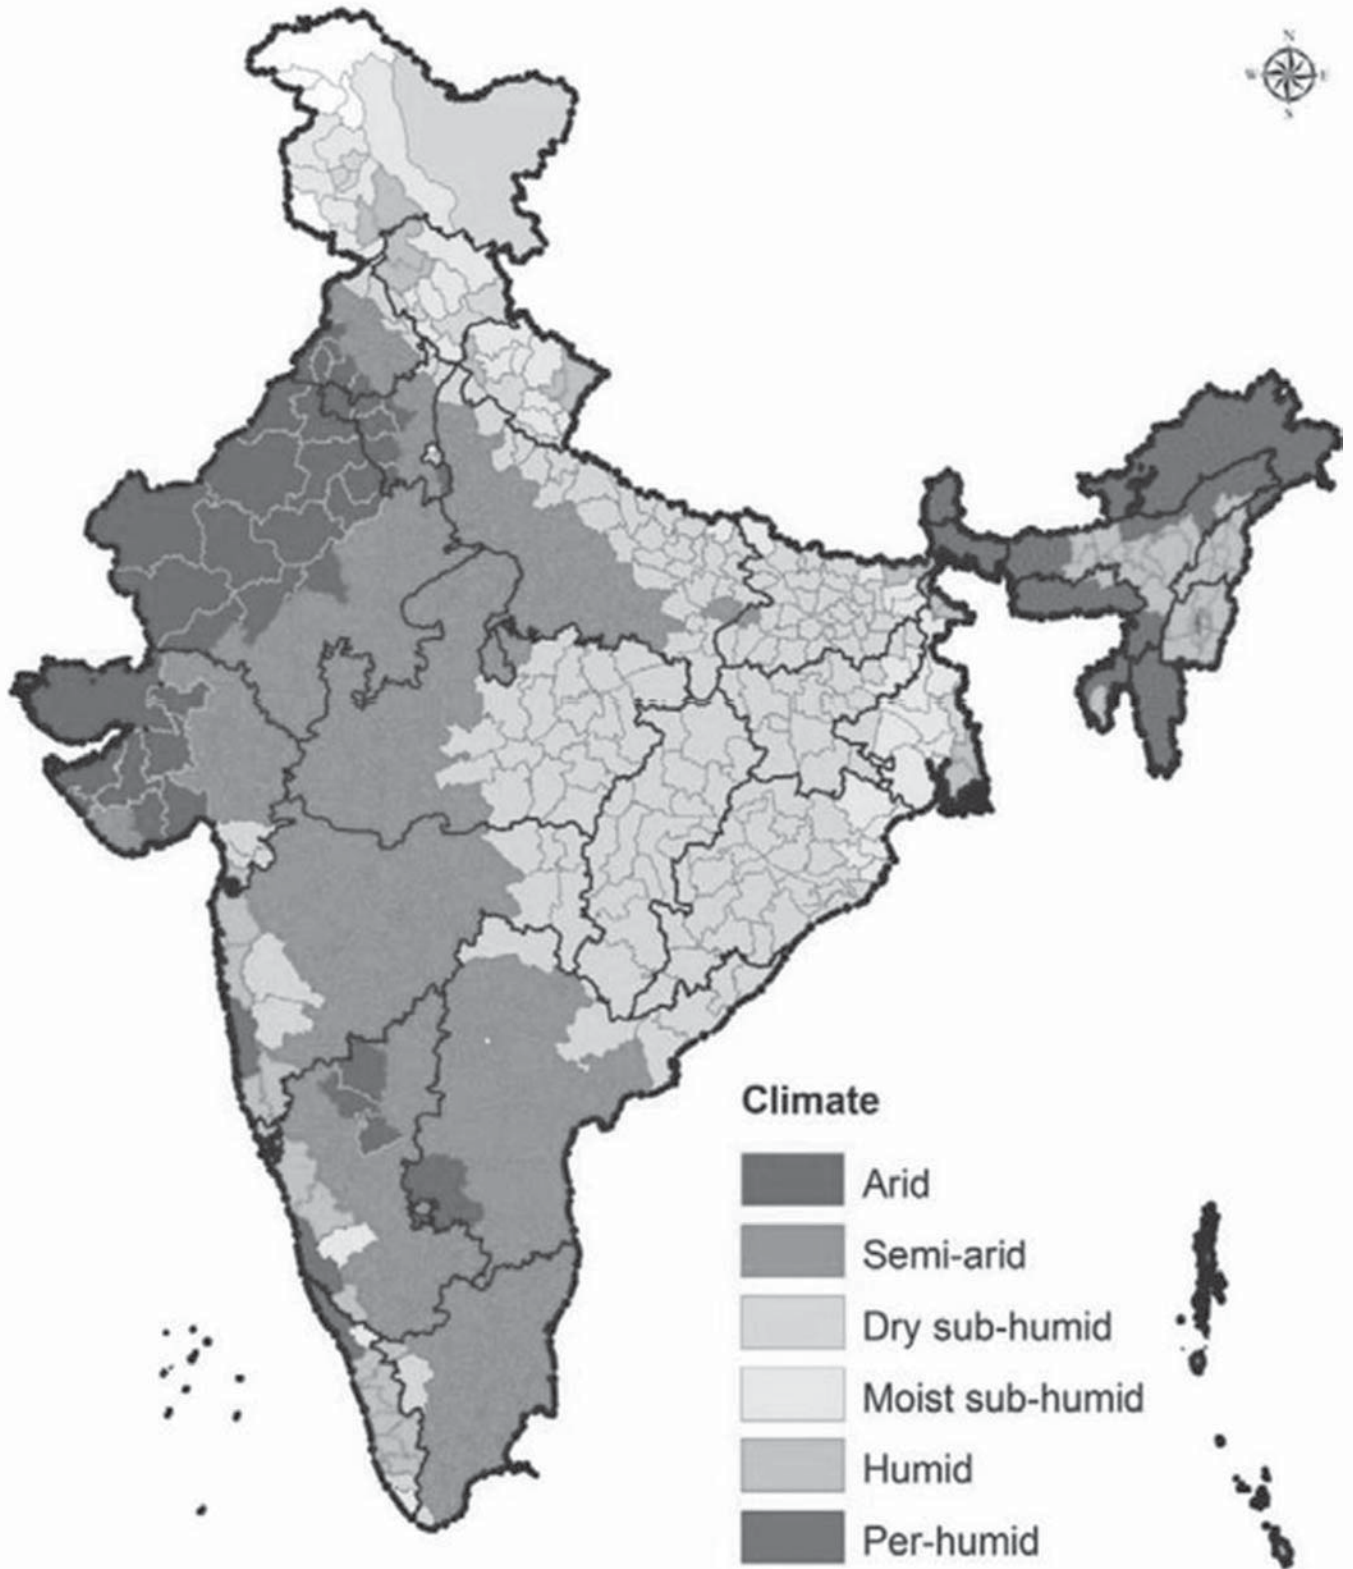 N
W E
S
Climate
Arid
Semi-arid
Dry sub-humid
Moist sub-humid
Humid
Per-humid